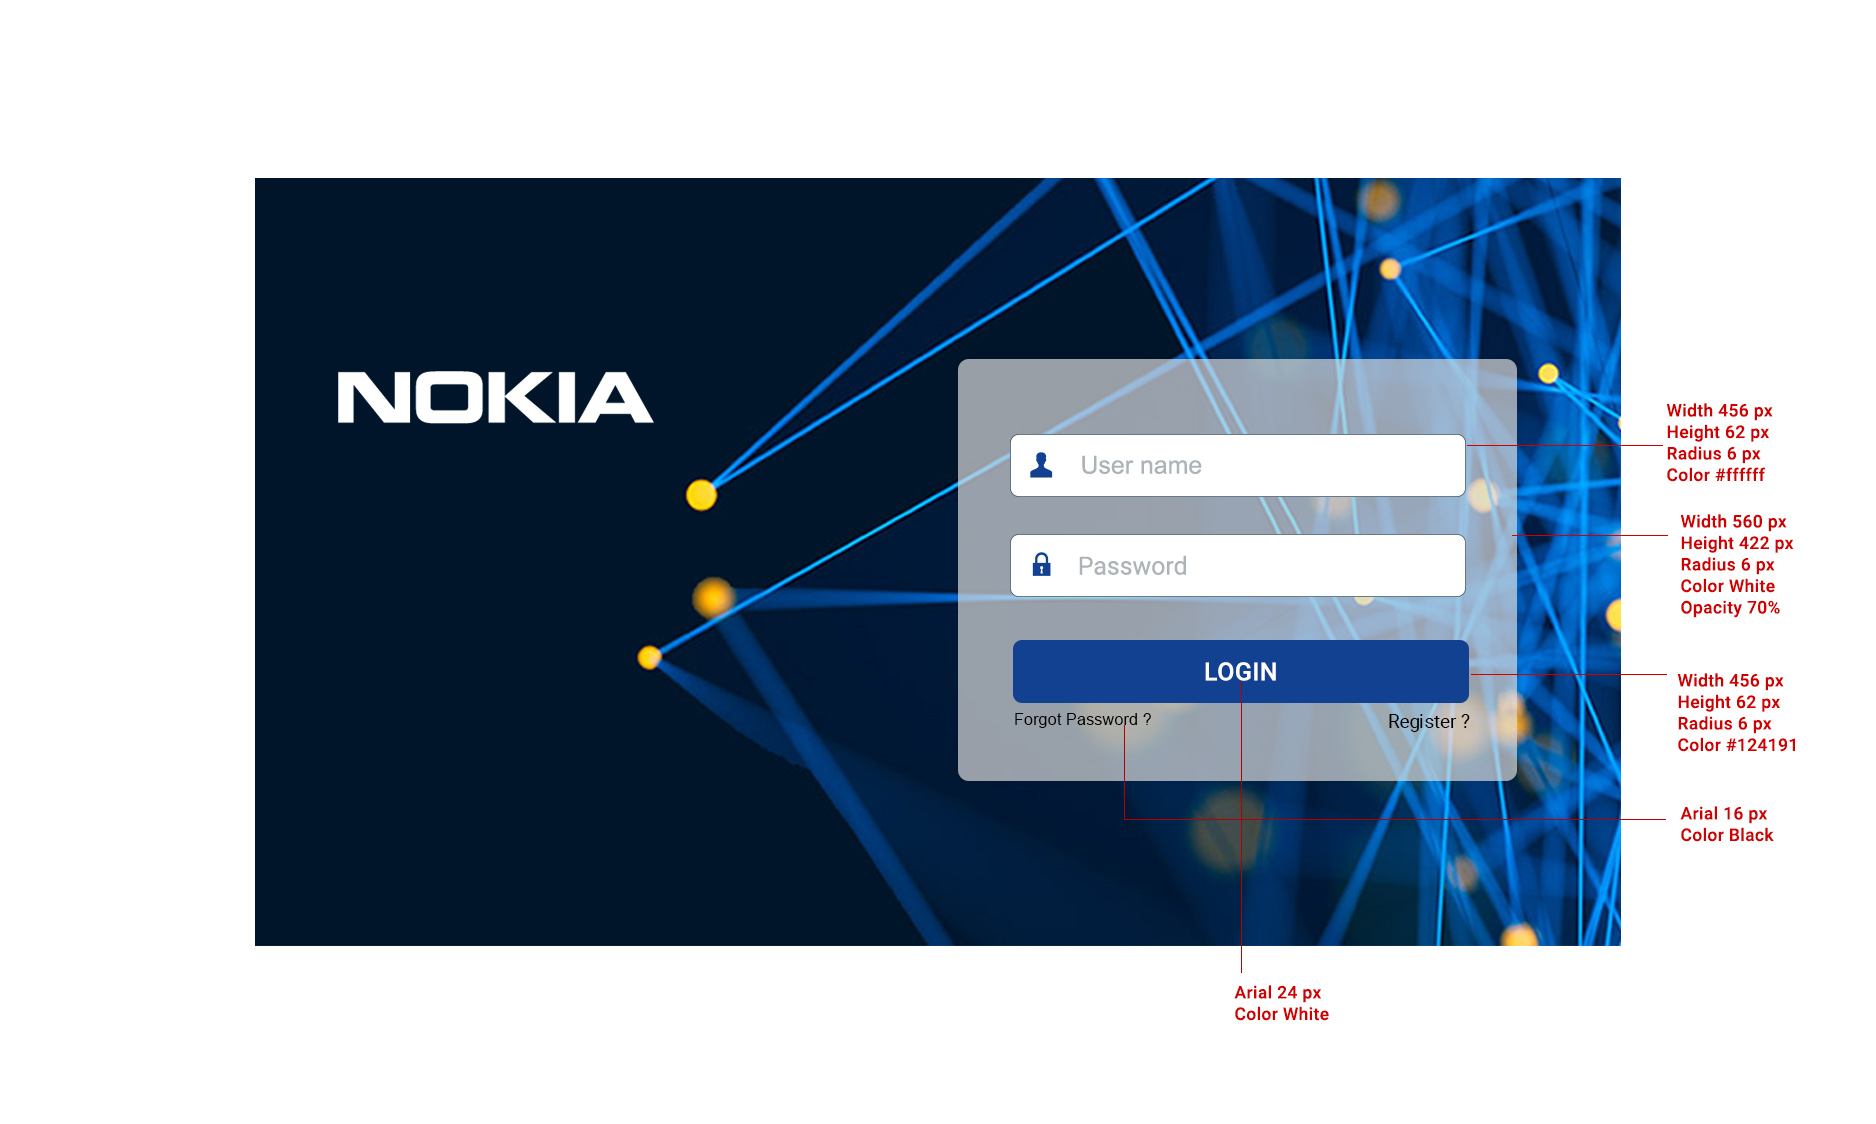 NOKIA
User name
Password
LOGIN
Forgot Password ?
Register ?
Width 456 px
Height 62 px
Radius 6 px
Color #ffffff
Width 560 px
Height 422 px
Radius 6 px
Color White
Opacity 70%
Width 456 px
Height 62 px
Radius 6 px
Color #124191
Arial 16 px
Color Black
Arial 24 px
Color White